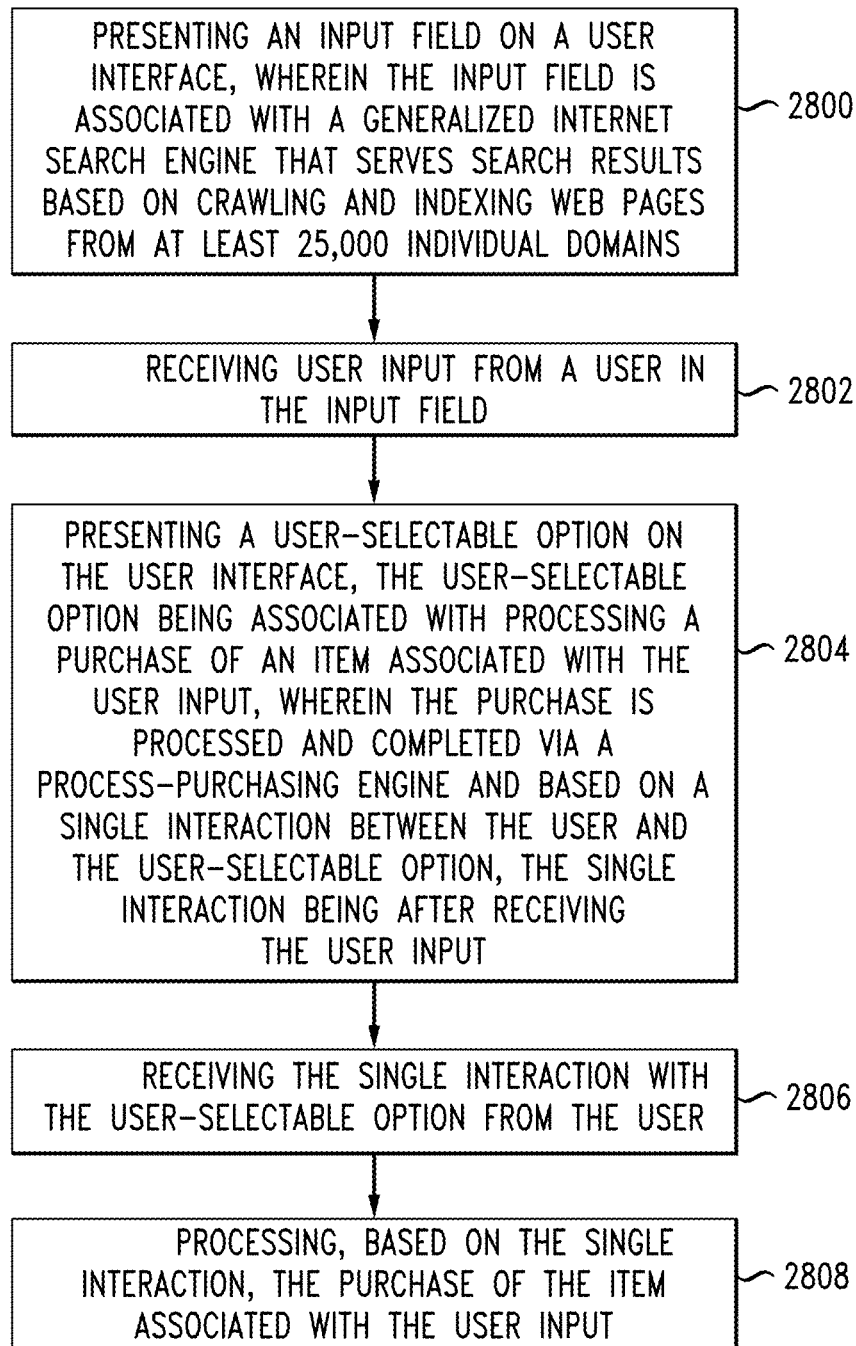 PRESENTING AN INPUT FIELD ON A USER
INTERFACE, WHEREIN THE INPUT FIELD IS
ASSOCIATED WITH A GENERALIZED INTERNET
SEARCH ENGINE THAT SERVES SEARCH RESULTS
BASED ON CRAWLING AND INDEXING WEB PAGES
FROM AT LEAST 25,000 INDIVIDUAL DOMAINS
2800
RECEIVING USER INPUT FROM A USER IN
THE INPUT FIELD
2802
PRESENTING A USER-SELECTABLE OPTION ON
THE USER INTERFACE, THE USER-SELECTABLE
OPTION BEING ASSOCIATED WITH PROCESSING A
PURCHASE OF AN ITEM ASSOCIATED WITH THE
USER INPUT, WHEREIN THE PURCHASE IS
PROCESSED AND COMPLETED VIA A
PROCESS-PURCHASING ENGINE AND BASED ON A
SINGLE INTERACTION BETWEEN THE USER AND
THE USER-SELECTABLE OPTION, THE SINGLE
INTERACTION BEING AFTER RECEIVING
THE USER INPUT
2804
RECEIVING THE SINGLE INTERACTION WITH
THE USER-SELECTABLE OPTION FROM THE USER
2806
PROCESSING, BASED ON THE SINGLE
INTERACTION, THE PURCHASE OF THE ITEM
ASSOCIATED WITH THE USER INPUT
2808